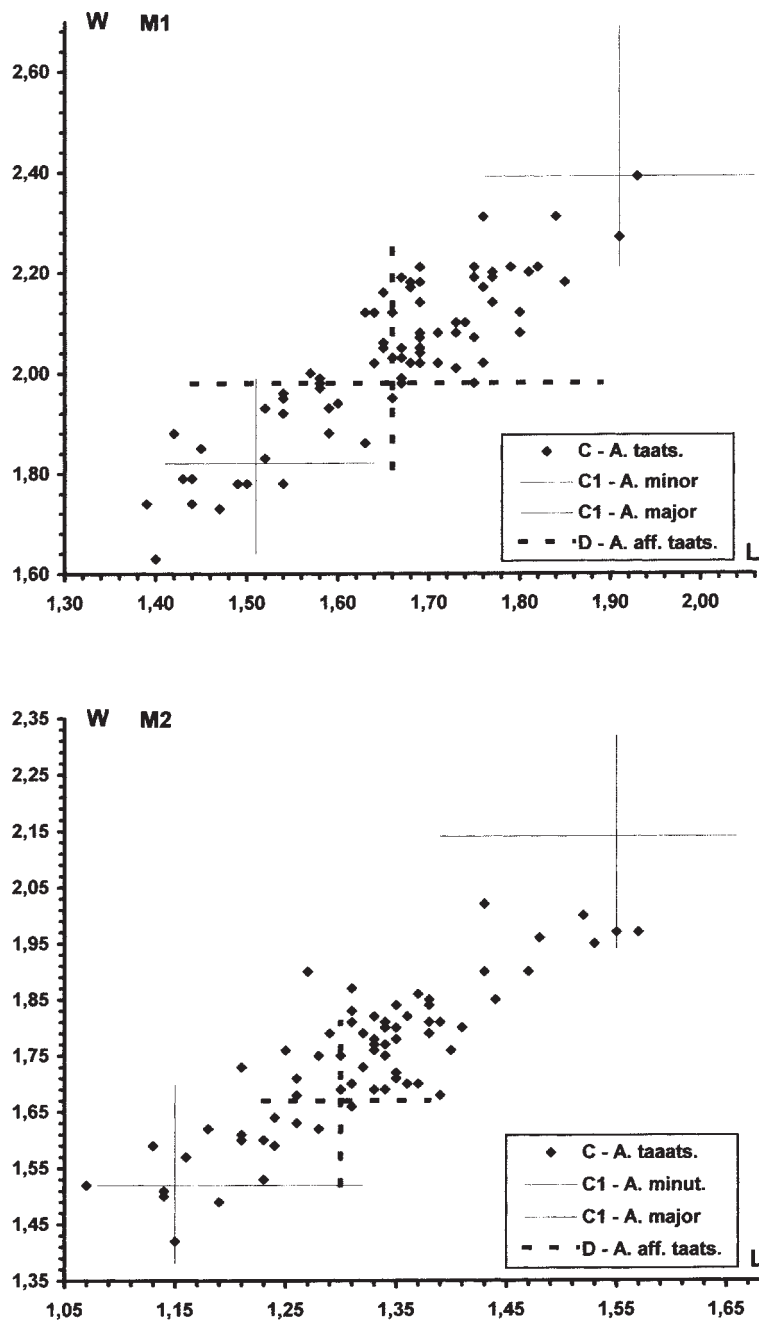 W M1
2,60
2,40
2,20
2,00
1,80
1,60
C - A. taats.
C1 - A. minor
C1 - A. major
D - A. aff. taats.
L
1,30 1,40 1,50 1,60 1,70 1,80 1,90 2,00
W M2
2,35
2,25
2,15
2,05
1,95
1,85
1,75
1,65
1,55
1,45
1,35
C - A. taaats.
C1 - A. minut.
C1 - A. major
D - A. aff. taats.
L
1,05 1,15 1,25 1,35 1,45 1,55 1,65